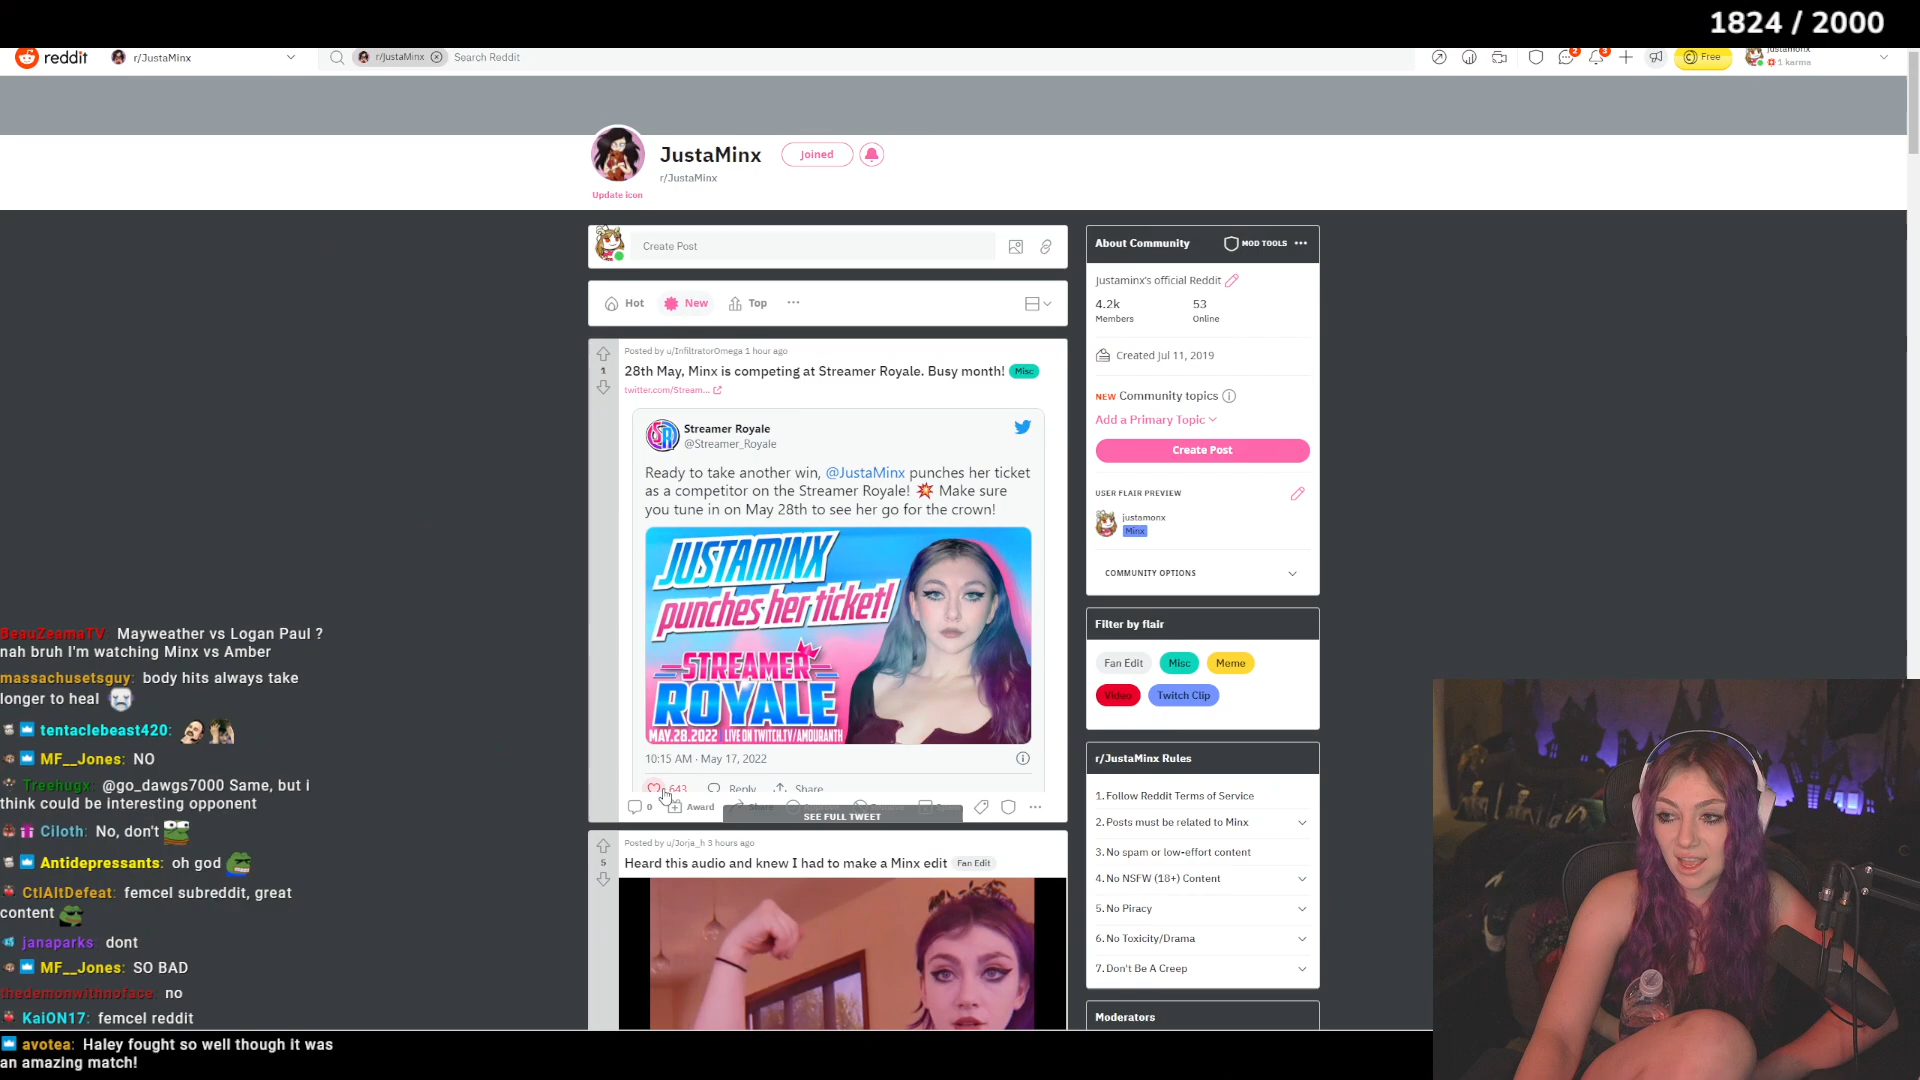 1824 / 2000
reddit
r/JustaMinx
r/JustaMinx
Search Reddit
Free
justamonx
1 karma
JustaMinx
Joined
r/JustaMinx
Update icon
Create Post
Hot
New
Top
Posted by u/InfiltratorOmega 1 hour ago
1
28th May, Minx is competing at Streamer Royale. Busy month!
Misc
twitter.com/Stream...
Streamer Royale
@Streamer_Royale
Ready to take another win, @JustaMinx punches her ticket
as a competitor on the Streamer Royale! 💥 Make sure
you tune in on May 28th to see her go for the crown!
JUSTAMINX
punches her ticket!
STREAMER
ROYALE
MAY.28.2022 | LIVE ON TWITCH.TV/AMOURANTH
10:15 AM · May 17, 2022
643
Reply
Share
0
Award
Share
SEE FULL TWEET
Posted by u/Jorja_h 3 hours ago
5
Heard this audio and knew I had to make a Minx edit
Fan Edit
About Community
MOD TOOLS
Justaminx's official Reddit
4.2k
53
Members
Online
Created Jul 11, 2019
NEW Community topics
Add a Primary Topic
Create Post
USER FLAIR PREVIEW
justamonx
Minx
COMMUNITY OPTIONS
Filter by flair
Fan Edit
Misc
Meme
Video
Twitch Clip
r/JustaMinx Rules
1. Follow Reddit Terms of Service
2. Posts must be related to Minx
3. No spam or low-effort content
4. No NSFW (18+) Content
5. No Piracy
6. No Toxicity/Drama
7. Don't Be A Creep
Moderators
BeauZeamaTV: Mayweather vs Logan Paul ?
nah bruh I'm watching Minx vs Amber
massachusetsguy: body hits always take
longer to heal
tentaclebeast420:
MF__Jones: NO
Treehugx: @go_dawgs7000 Same, but i
think could be interesting opponent
Ciloth: No, don't
Antidepressants: oh god
CtlAltDefeat: femcel subreddit, great
content
janaparks dont
MF__Jones: SO BAD
thedemonwithnoface no
KaiON17: femcel reddit
avotea: Haley fought so well though it was
an amazing match!